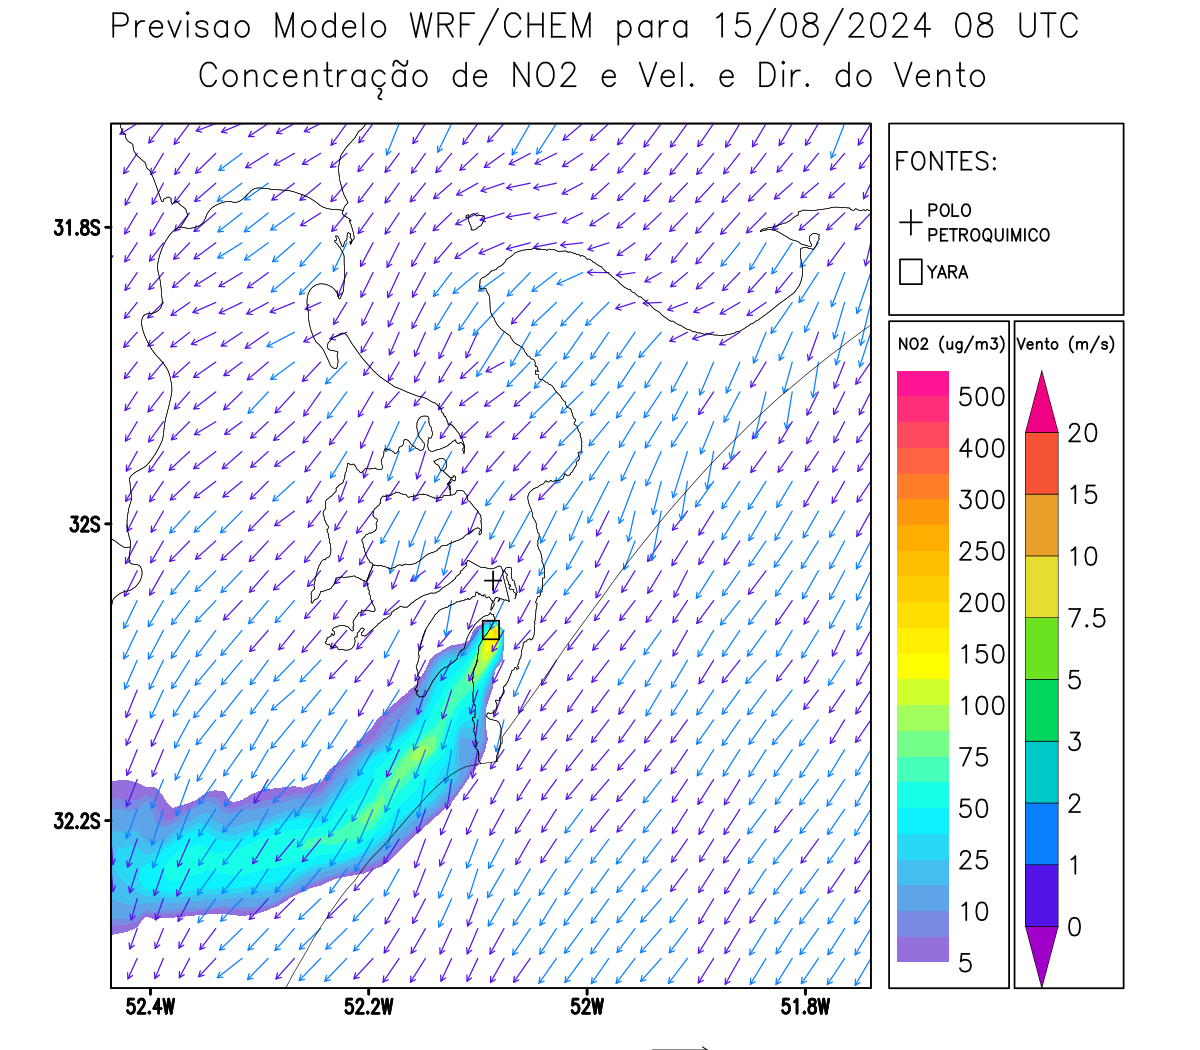 Previsao Modelo WRF/CHEM para 15/08/2024 08 UTC
Concentração de NO2 e Vel. e Dir. do Vento
FONTES:
POLO
PETROQUIMICO
YARA
NO2 (ug/m3)
500
400
300
250
200
150
100
75
50
25
10
5
Vento (m/s)
20
15
10
7.5
5
3
2
1
0
31.8S
32S
32.2S
52.4W 52.2W 52W 51.8W